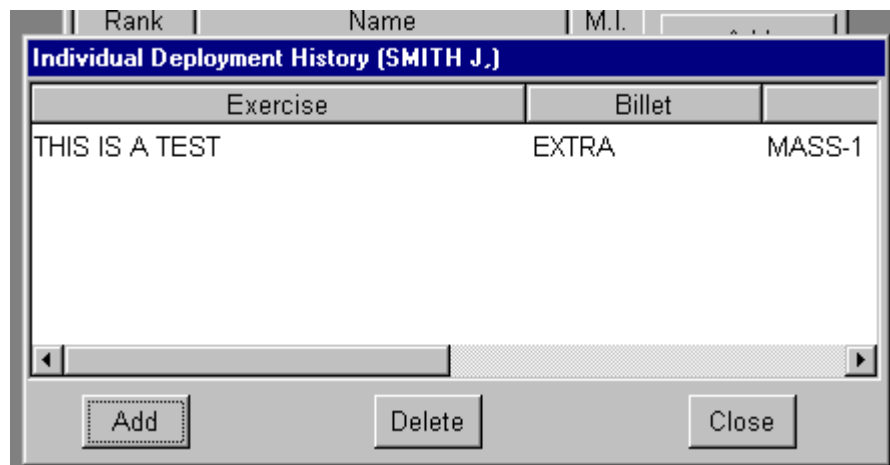 Rank Name M.I.
Individual Deployment History (SMITH J,)
Exercise Billet
THIS IS A TEST EXTRA MASS-1
Add Delete Close